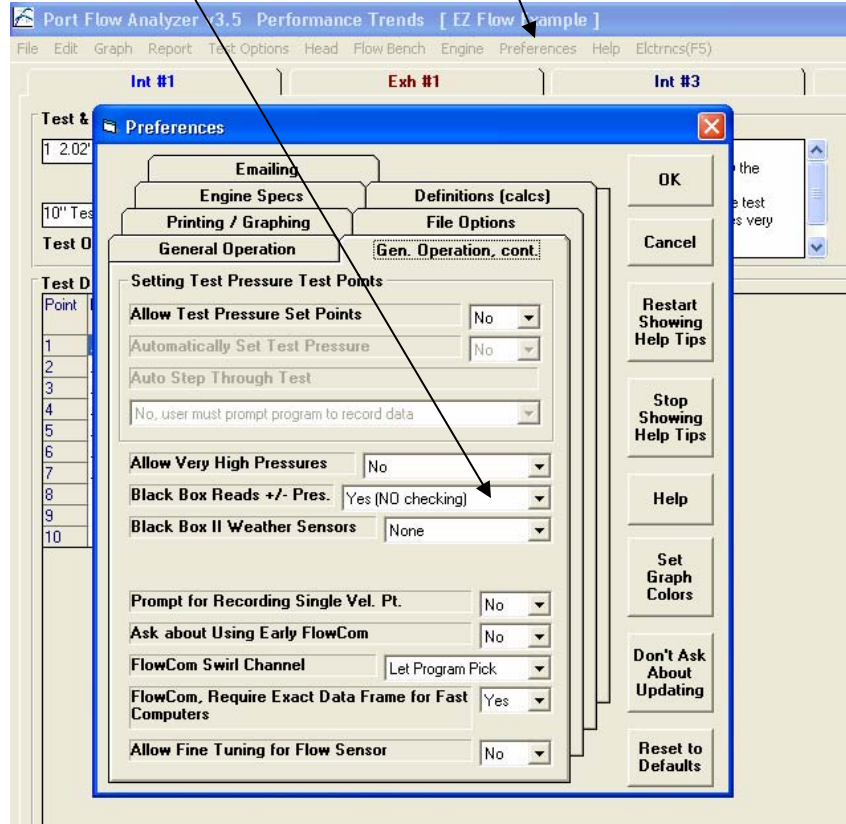 Port Flow Analyzer v3.5 Performance Trends [ EZ Flow Example ]
File Edit Graph Report Test Options Head Flow Bench Engine Preferences Help Elctrncs(F5)
Int #1 Exh #1 Int #3
Test &
1 2.02'
10" Tes
Test O
the
e test
s very
Test D
Point
1
2
3
4
5
6
7
8
9
10
Preferences
Emailing
Engine Specs Definitions (calcs)
Printing / Graphing File Options
General Operation Gen. Operation, cont.
Setting Test Pressure Test Points
Allow Test Pressure Set Points No
Automatically Set Test Pressure No
Auto Step Through Test
No, user must prompt program to record data
Allow Very High Pressures No
Black Box Reads +/- Pres. Yes (NO checking)
Black Box II Weather Sensors None
Prompt for Recording Single Vel. Pt. No
Ask about Using Early FlowCom No
FlowCom Swirl Channel Let Program Pick
FlowCom, Require Exact Data Frame for Fast Yes
Computers
Allow Fine Tuning for Flow Sensor No
OK
Cancel
Restart
Showing
Help Tips
Stop
Showing
Help Tips
Help
Set
Graph
Colors
Don't Ask
About
Updating
Reset to
Defaults